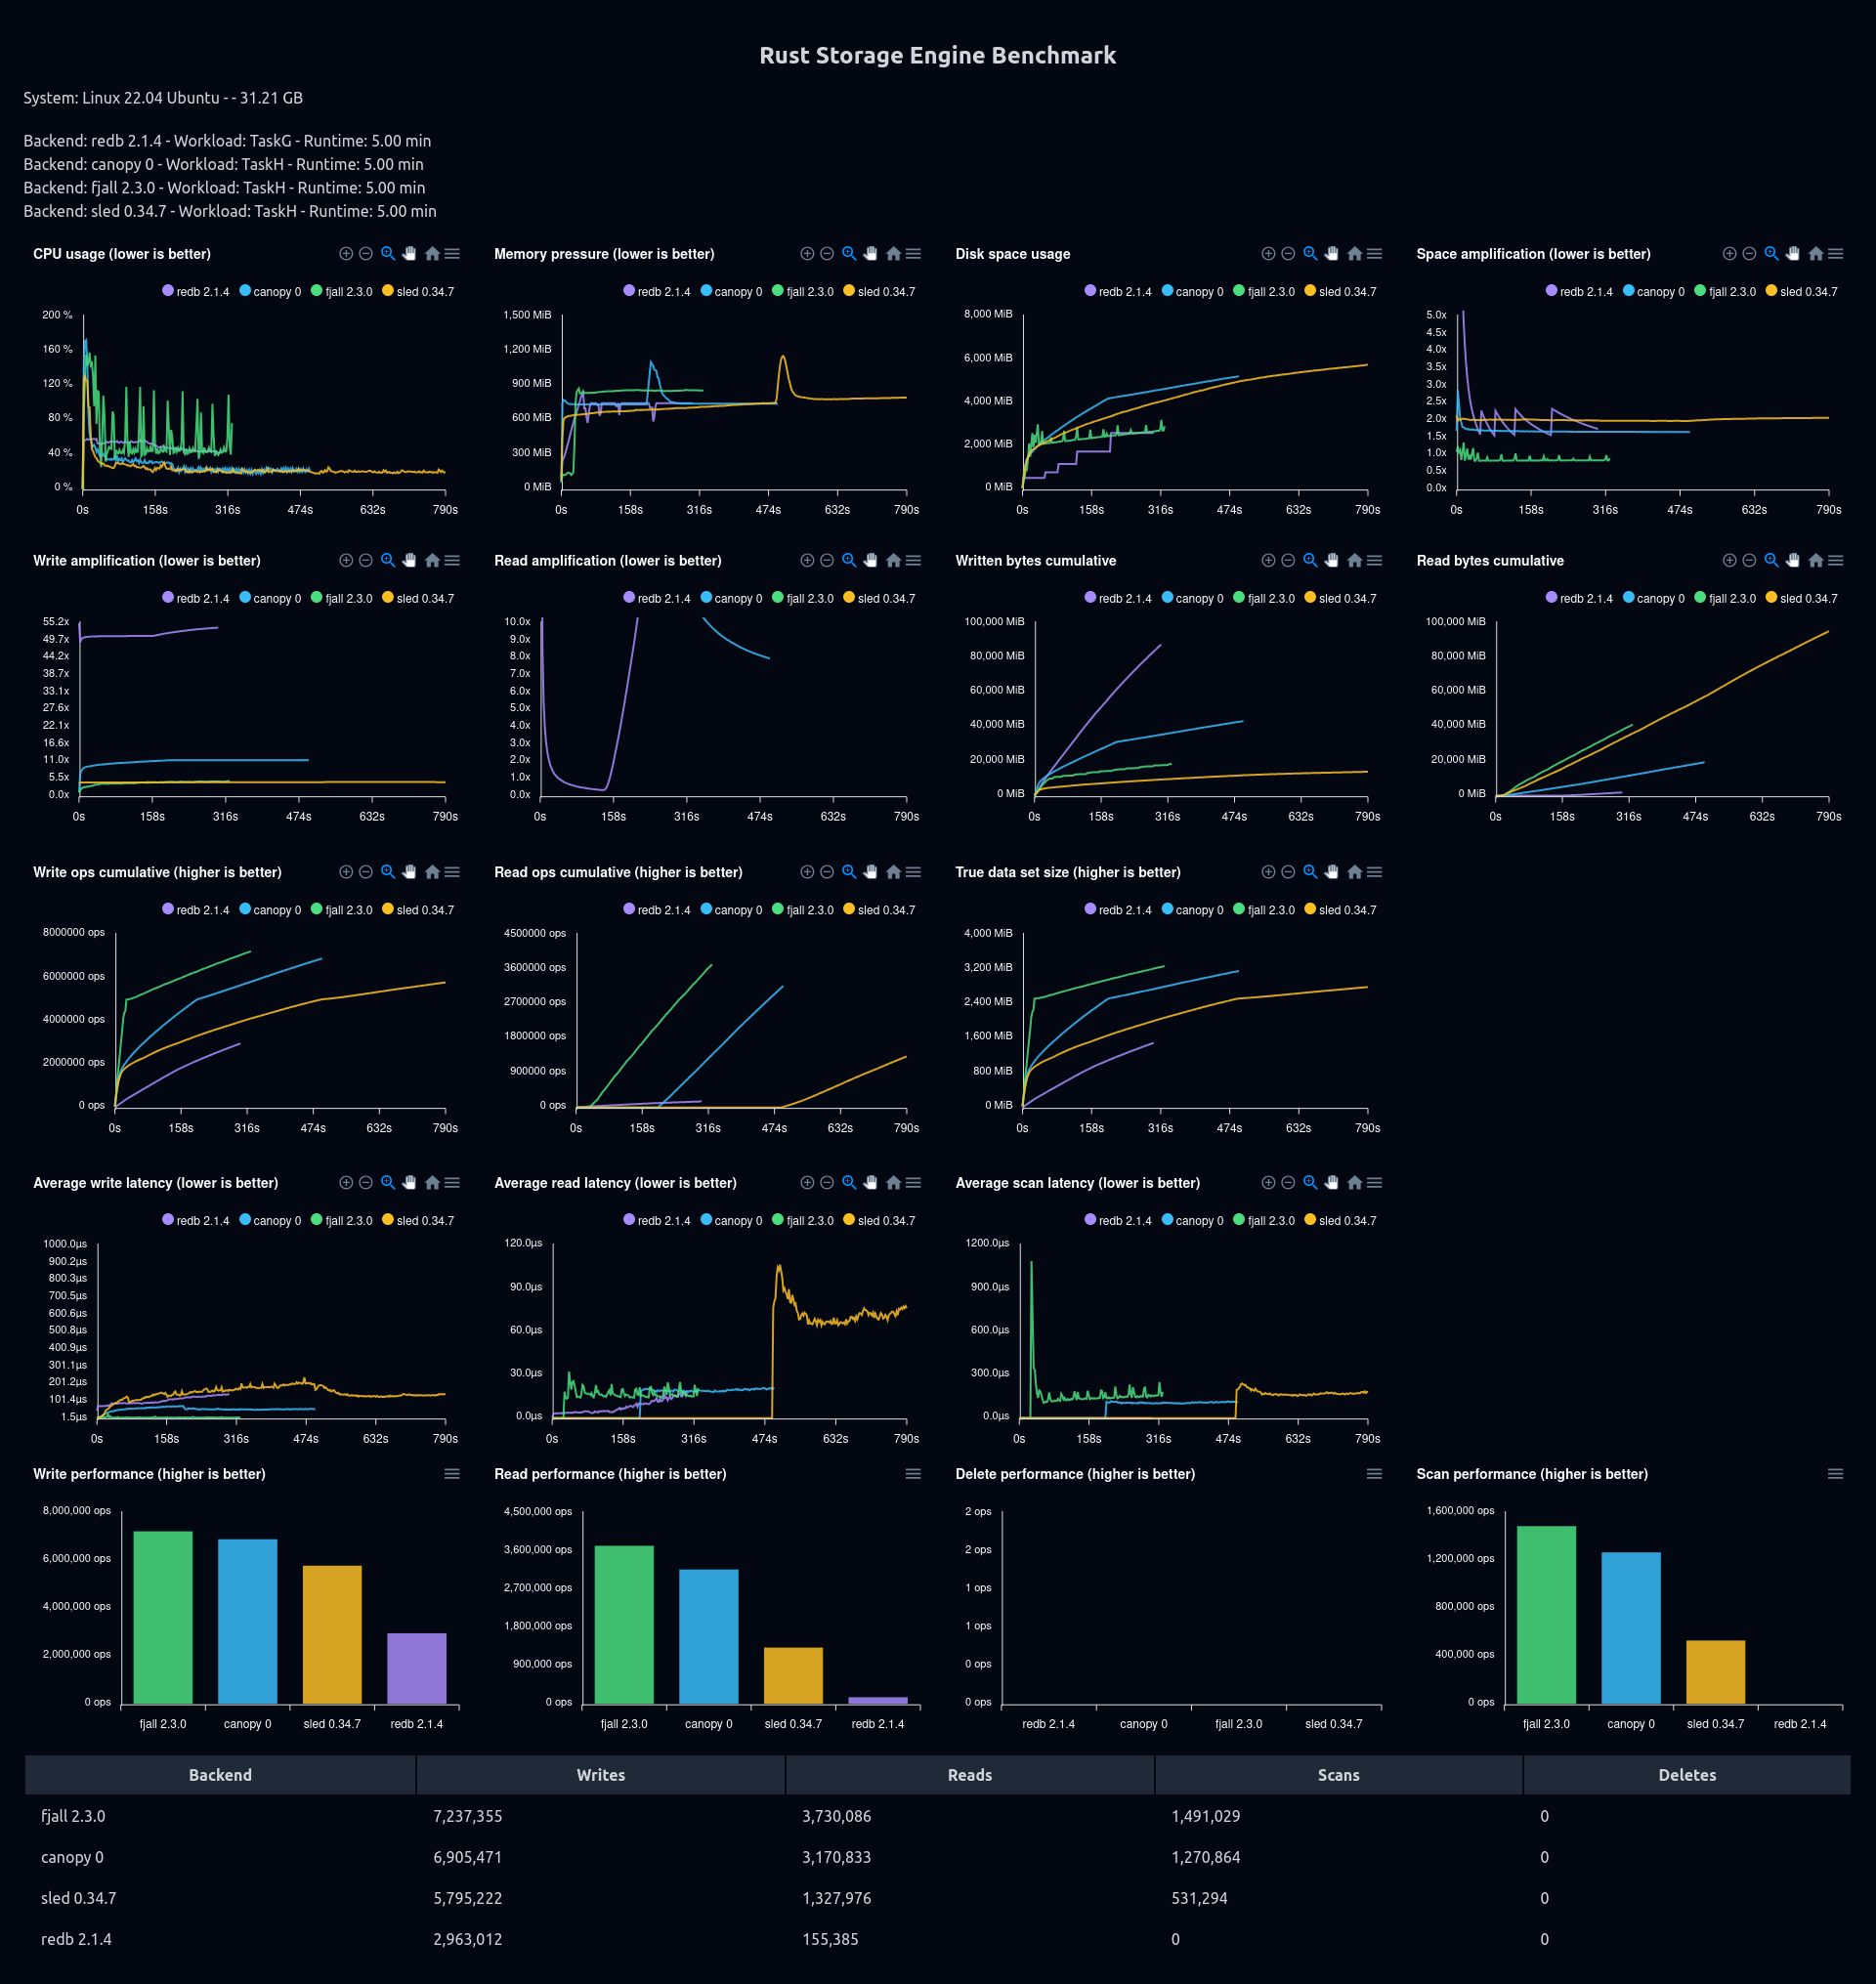 Rust Storage Engine Benchmark
System: Linux 22.04 Ubuntu - - 31.21 GB
Backend: redb 2.1.4 - Workload: TaskG - Runtime: 5.00 min
Backend: canopy 0 - Workload: TaskH - Runtime: 5.00 min
Backend: fjall 2.3.0 - Workload: TaskH - Runtime: 5.00 min
Backend: sled 0.34.7 - Workload: TaskH - Runtime: 5.00 min
CPU usage (lower is better)
redb 2.1.4 canopy 0 fjall 2.3.0 sled 0.34.7
200 %
160 %
120 %
80 %
40 %
0 %
0s 158s 316s 474s 632s 790s
Memory pressure (lower is better)
redb 2.1.4 canopy 0 fjall 2.3.0 sled 0.34.7
1,500 MiB
1,200 MiB
900 MiB
600 MiB
300 MiB
0 MiB
0s 158s 316s 474s 632s 790s
Disk space usage
redb 2.1.4 canopy 0 fjall 2.3.0 sled 0.34.7
8,000 MiB
6,000 MiB
4,000 MiB
2,000 MiB
0 MiB
0s 158s 316s 474s 632s 790s
Space amplification (lower is better)
redb 2.1.4 canopy 0 fjall 2.3.0 sled 0.34.7
5.0x
4.5x
4.0x
3.5x
3.0x
2.5x
2.0x
1.5x
1.0x
0.5x
0.0x
0s 158s 316s 474s 632s 790s
Write amplification (lower is better)
redb 2.1.4 canopy 0 fjall 2.3.0 sled 0.34.7
55.2x
49.7x
44.2x
38.7x
33.1x
27.6x
22.1x
16.6x
11.0x
5.5x
0.0x
0s 158s 316s 474s 632s 790s
Read amplification (lower is better)
redb 2.1.4 canopy 0 fjall 2.3.0 sled 0.34.7
10.0x
9.0x
8.0x
7.0x
6.0x
5.0x
4.0x
3.0x
2.0x
1.0x
0.0x
0s 158s 316s 474s 632s 790s
Written bytes cumulative
redb 2.1.4 canopy 0 fjall 2.3.0 sled 0.34.7
100,000 MiB
80,000 MiB
60,000 MiB
40,000 MiB
20,000 MiB
0 MiB
0s 158s 316s 474s 632s 790s
Read bytes cumulative
redb 2.1.4 canopy 0 fjall 2.3.0 sled 0.34.7
100,000 MiB
80,000 MiB
60,000 MiB
40,000 MiB
20,000 MiB
0 MiB
0s 158s 316s 474s 632s 790s
Write ops cumulative (higher is better)
redb 2.1.4 canopy 0 fjall 2.3.0 sled 0.34.7
8000000 ops
6000000 ops
4000000 ops
2000000 ops
0 ops
0s 158s 316s 474s 632s 790s
Read ops cumulative (higher is better)
redb 2.1.4 canopy 0 fjall 2.3.0 sled 0.34.7
4500000 ops
3600000 ops
2700000 ops
1800000 ops
900000 ops
0 ops
0s 158s 316s 474s 632s 790s
True data set size (higher is better)
redb 2.1.4 canopy 0 fjall 2.3.0 sled 0.34.7
4,000 MiB
3,200 MiB
2,400 MiB
1,600 MiB
800 MiB
0 MiB
0s 158s 316s 474s 632s 790s
Average write latency (lower is better)
redb 2.1.4 canopy 0 fjall 2.3.0 sled 0.34.7
1000.0µs
900.2µs
800.3µs
700.5µs
600.6µs
500.8µs
400.9µs
301.1µs
201.2µs
101.4µs
1.5µs
0s 158s 316s 474s 632s 790s
Average read latency (lower is better)
redb 2.1.4 canopy 0 fjall 2.3.0 sled 0.34.7
120.0µs
90.0µs
60.0µs
30.0µs
0.0µs
0s 158s 316s 474s 632s 790s
Average scan latency (lower is better)
redb 2.1.4 canopy 0 fjall 2.3.0 sled 0.34.7
1200.0µs
900.0µs
600.0µs
300.0µs
0.0µs
0s 158s 316s 474s 632s 790s
Write performance (higher is better)
8,000,000 ops
6,000,000 ops
4,000,000 ops
2,000,000 ops
0 ops
fjall 2.3.0 canopy 0 sled 0.34.7 redb 2.1.4
Read performance (higher is better)
4,500,000 ops
3,600,000 ops
2,700,000 ops
1,800,000 ops
900,000 ops
0 ops
fjall 2.3.0 canopy 0 sled 0.34.7 redb 2.1.4
Delete performance (higher is better)
2 ops
2 ops
1 ops
1 ops
0 ops
0 ops
redb 2.1.4 canopy 0 fjall 2.3.0 sled 0.34.7
Scan performance (higher is better)
1,600,000 ops
1,200,000 ops
800,000 ops
400,000 ops
0 ops
fjall 2.3.0 canopy 0 sled 0.34.7 redb 2.1.4
Backend Writes Reads Scans Deletes
fjall 2.3.0 7,237,355 3,730,086 1,491,029 0
canopy 0 6,905,471 3,170,833 1,270,864 0
sled 0.34.7 5,795,222 1,327,976 531,294 0
redb 2.1.4 2,963,012 155,385 0 0